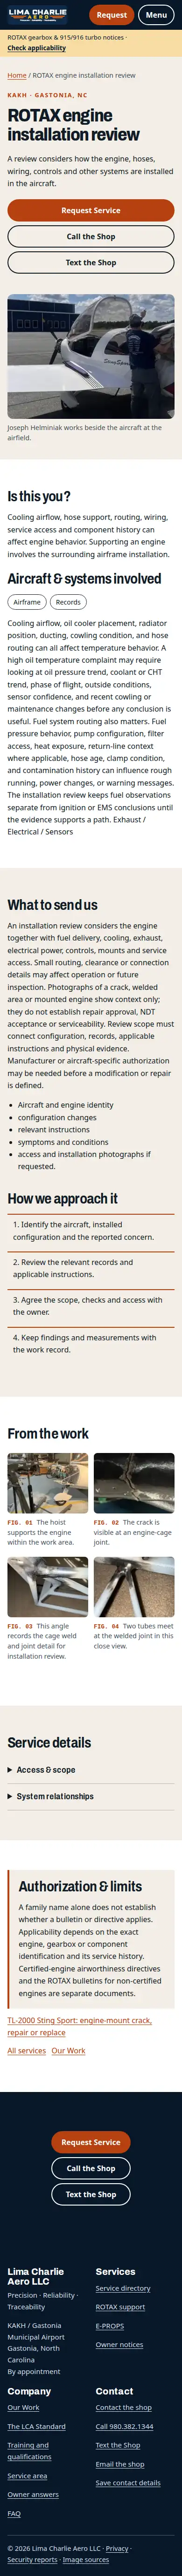 LIMA CHARLIE
AERO
Request
Menu
ROTAX gearbox & 915/916 turbo notices ·
Check applicability
Home / ROTAX engine installation review
KAKH · GASTONIA, NC
ROTAX engine
installation review
A review considers how the engine, hoses,
wiring, controls and other systems are installed
in the aircraft.
Request Service
Call the Shop
Text the Shop
Joseph Helminiak works beside the aircraft at the
airfield.
Is this you?
Cooling airflow, hose support, routing, wiring,
service access and component history can
affect engine behavior. Supporting an engine
involves the surrounding airframe installation.
Aircraft & systems involved
Airframe
Records
Cooling airflow, oil cooler placement, radiator
position, ducting, cowling condition, and hose
routing can all affect temperature behavior. A
high oil temperature complaint may require
looking at oil pressure trend, coolant or CHT
trend, phase of flight, outside conditions,
sensor confidence, and recent cowling or
maintenance changes before any conclusion is
useful. Fuel system routing also matters. Fuel
pressure behavior, pump configuration, filter
access, heat exposure, return-line context
where applicable, hose age, clamp condition,
and contamination history can influence rough
running, power changes, or warning messages.
The installation review keeps fuel observations
separate from ignition or EMS conclusions until
the evidence supports a path. Exhaust /
Electrical / Sensors
What to send us
An installation review considers the engine
together with fuel delivery, cooling, exhaust,
electrical power, controls, mounts and service
access. Small routing, clearance or connection
details may affect operation or future
inspection. Photographs of a crack, welded
area or mounted engine show context only;
they do not establish repair approval, NDT
acceptance or serviceability. Review scope must
connect configuration, records, applicable
instructions and physical evidence.
Manufacturer or aircraft-specific authorization
may be needed before a modification or repair
is defined.
• Aircraft and engine identity
• configuration changes
• relevant instructions
• symptoms and conditions
• access and installation photographs if
requested.
How we approach it
1. Identify the aircraft, installed
configuration and the reported concern.
2. Review the relevant records and
applicable instructions.
3. Agree the scope, checks and access with
the owner.
4. Keep findings and measurements with
the work record.
From the work
FIG. 01 The hoist
supports the engine
within the work area.
FIG. 02 The crack is
visible at an engine-cage
joint.
FIG. 03 This angle
records the cage weld
and joint detail for
installation review.
FIG. 04 Two tubes meet
at the welded joint in this
close view.
Service details
Access & scope
System relationships
Authorization & limits
A family name alone does not establish
whether a bulletin or directive applies.
Applicability depends on the exact
engine, gearbox or component
identification and its service history.
Certified-engine airworthiness directives
and the ROTAX bulletins for non-certified
engines are separate documents.
TL-2000 Sting Sport: engine-mount crack,
repair or replace
All services Our Work
Request Service
Call the Shop
Text the Shop
Lima Charlie
Aero LLC
Precision · Reliability ·
Traceability
KAKH / Gastonia
Municipal Airport
Gastonia, North
Carolina
By appointment
Services
Service directory
ROTAX support
E-PROPS
Owner notices
Company
Our Work
The LCA Standard
Training and
qualifications
Service area
Owner answers
FAQ
Contact
Contact the shop
Call 980.382.1344
Text the Shop
Email the shop
Save contact details
© 2026 Lima Charlie Aero LLC · Privacy ·
Security reports · Image sources